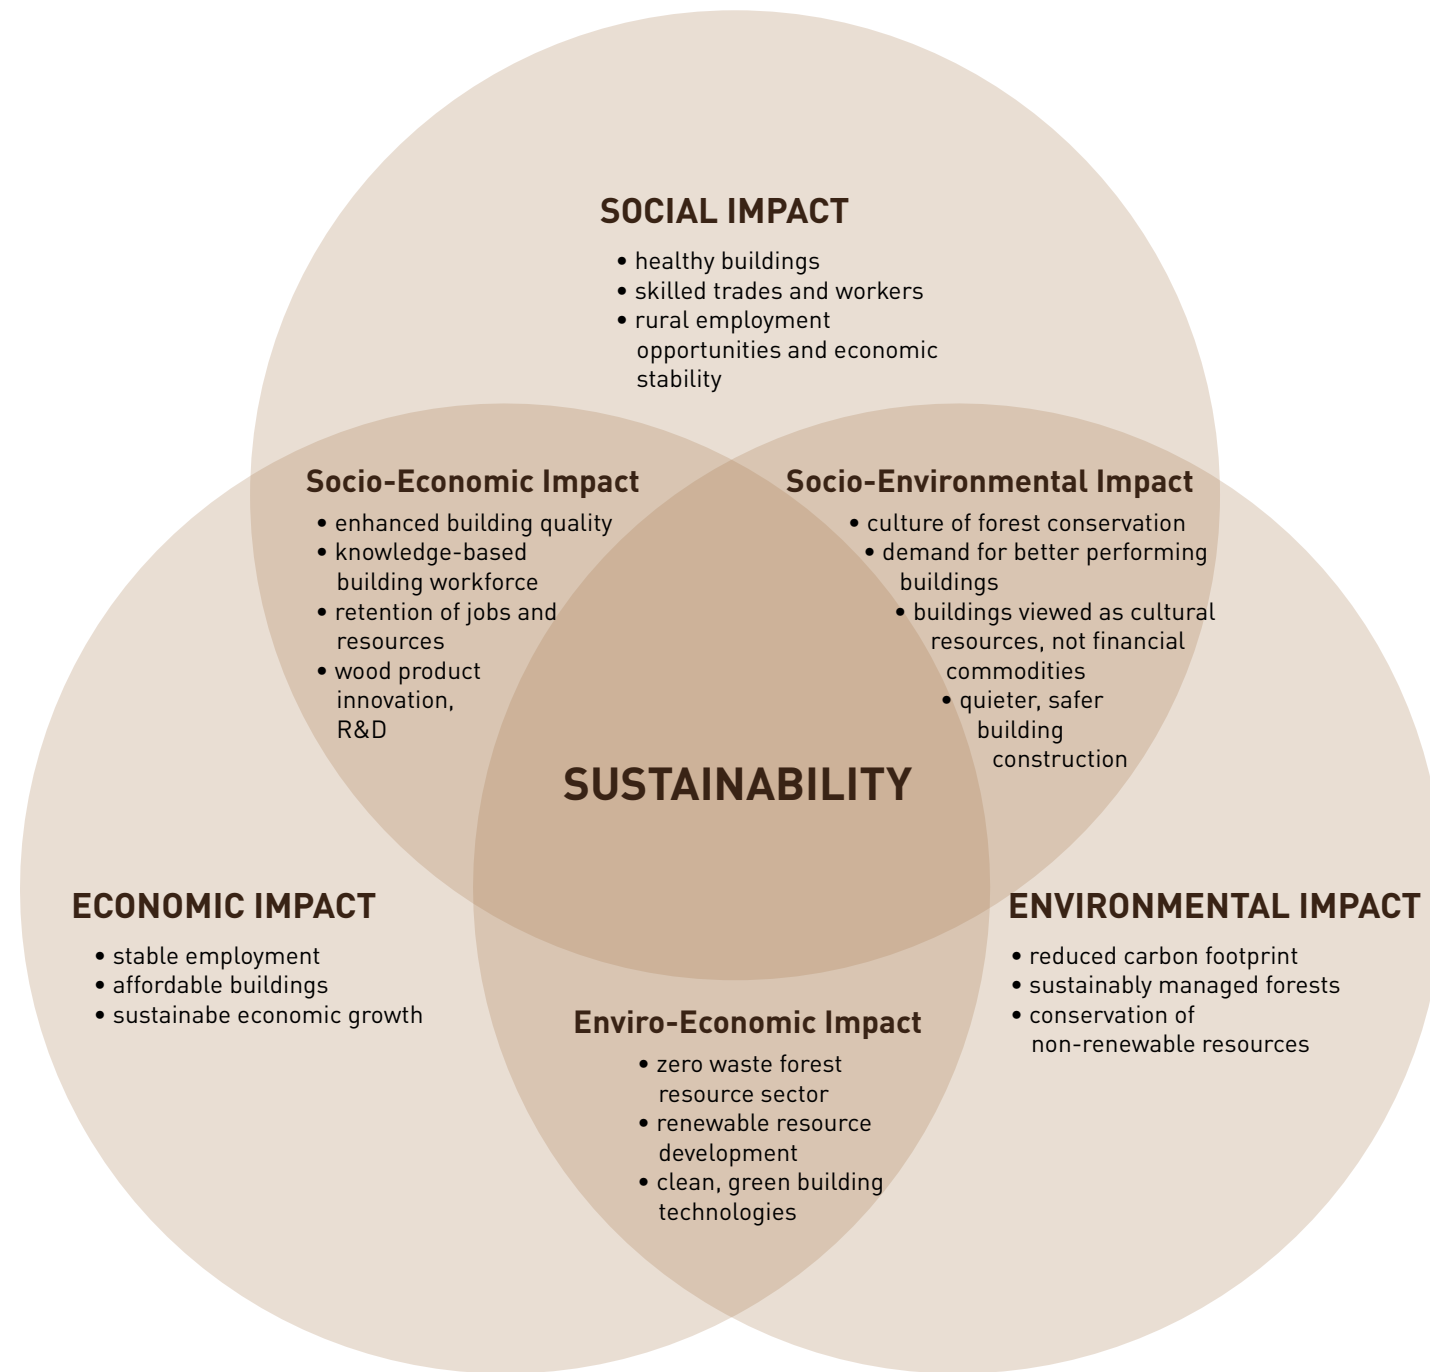 SOCIAL IMPACT
• healthy buildings
• skilled trades and workers
• rural employment
opportunities and economic
stability
Socio-Economic Impact
• enhanced building quality
• knowledge-based
building workforce
• retention of jobs and
resources
• wood product
innovation,
R&D
Socio-Environmental Impact
• culture of forest conservation
• demand for better performing
buildings
• buildings viewed as cultural
resources, not financial
commodities
• quieter, safer
building
construction
SUSTAINABILITY
ECONOMIC IMPACT
• stable employment
• affordable buildings
• sustainabe economic growth
Enviro-Economic Impact
• zero waste forest
resource sector
• renewable resource
development
• clean, green building
technologies
ENVIRONMENTAL IMPACT
• reduced carbon footprint
• sustainably managed forests
• conservation of
non-renewable resources